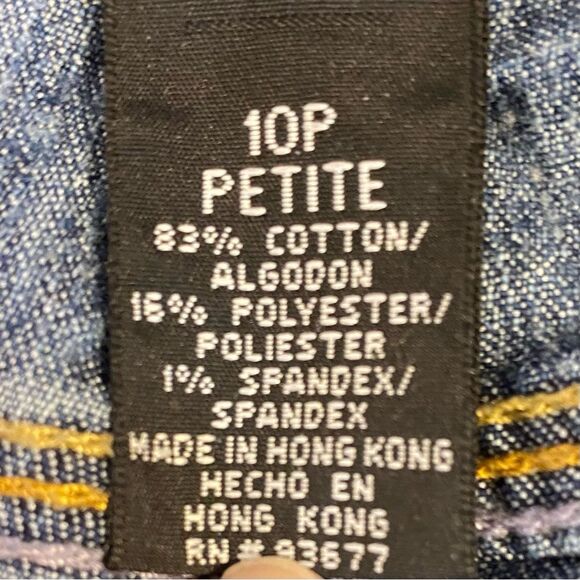 10P
PETITE
83% COTTON/
ALGODON
16% POLYESTER/
POLIESTER
1% SPANDEX/
SPANDEX
MADE IN HONG KONG
HECHO EN
HONG KONG
RN # 93677